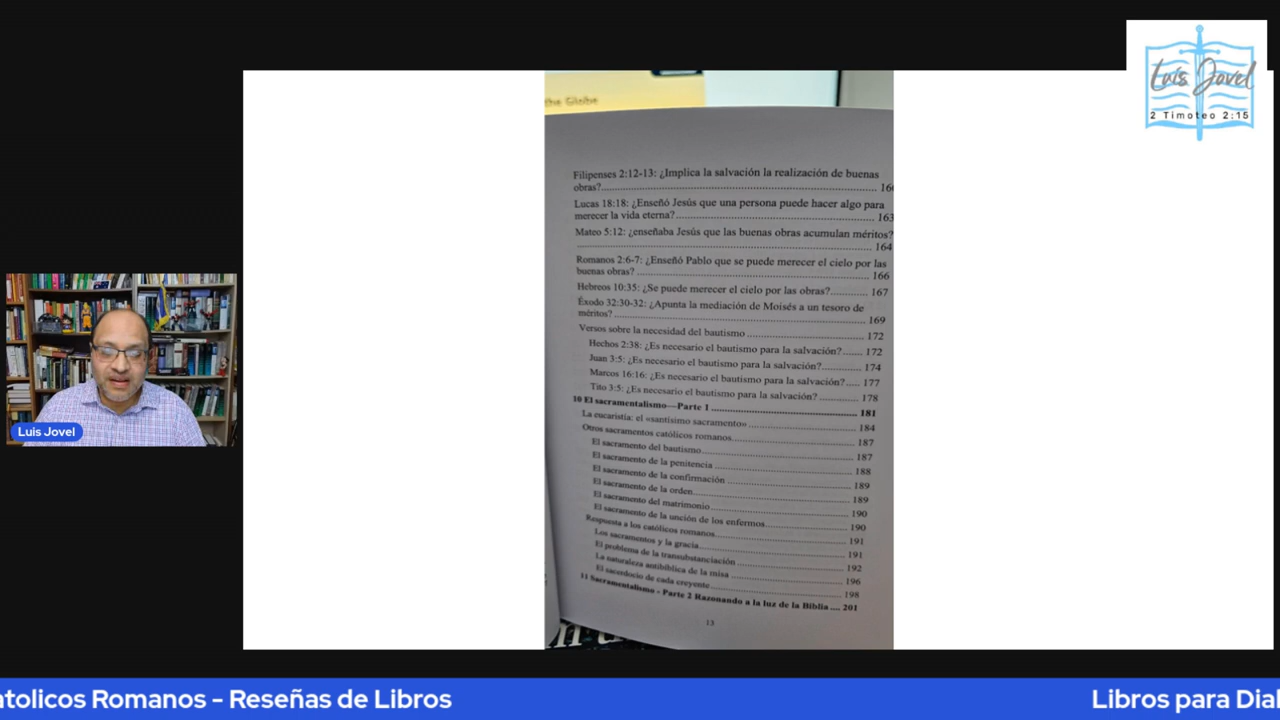 Luis Jovel
2 Timoteo 2:15
the Globe
Filipenses 2:12-13: ¿Implica la salvación la realización de buenas
obras?.......... 16
Lucas 18:18: ¿Enseñó Jesús que una persona puede hacer algo para
merecer la vida eterna? .......... 163
Mateo 5:12: ¿enseñaba Jesús que las buenas obras acumulan méritos?
.......... 164
Romanos 2:6-7: ¿Enseñó Pablo que se puede merecer el cielo por las
buenas obras? .......... 166
Hebreos 10:35: ¿Se puede merecer el cielo por las obras? .......... 167
Éxodo 32:30-32: ¿Apunta la mediación de Moisés a un tesoro de
méritos? .......... 169
Versos sobre la necesidad del bautismo .......... 172
Hechos 2:38: ¿Es necesario el bautismo para la salvación? ....... 172
Juan 3:5: ¿Es necesario el bautismo para la salvación? .......... 174
Marcos 16:16: ¿Es necesario el bautismo para la salvación? ..... 177
Tito 3:5: ¿Es necesario el bautismo para la salvación? .......... 178
10 El sacramentalismo—Parte 1 .......... 181
La eucaristía: el «santísimo sacramento» .......... 184
Otros sacramentos católicos romanos .......... 187
El sacramento del bautismo .......... 187
El sacramento de la penitencia .......... 188
El sacramento de la confirmación .......... 189
El sacramento de la orden .......... 189
El sacramento del matrimonio .......... 190
El sacramento de la unción de los enfermos .......... 190
Respuesta a los católicos romanos .......... 191
Los sacramentos y la gracia .......... 191
El problema de la transubstanciación .......... 192
La naturaleza antibíblica de la misa .......... 196
El sacerdocio de cada creyente .......... 198
11 Sacramentalismo - Parte 2 Razonando a la luz de la Biblia .... 201
13
Luis Jovel
atolicos Romanos - Reseñas de Libros
Libros para Dial